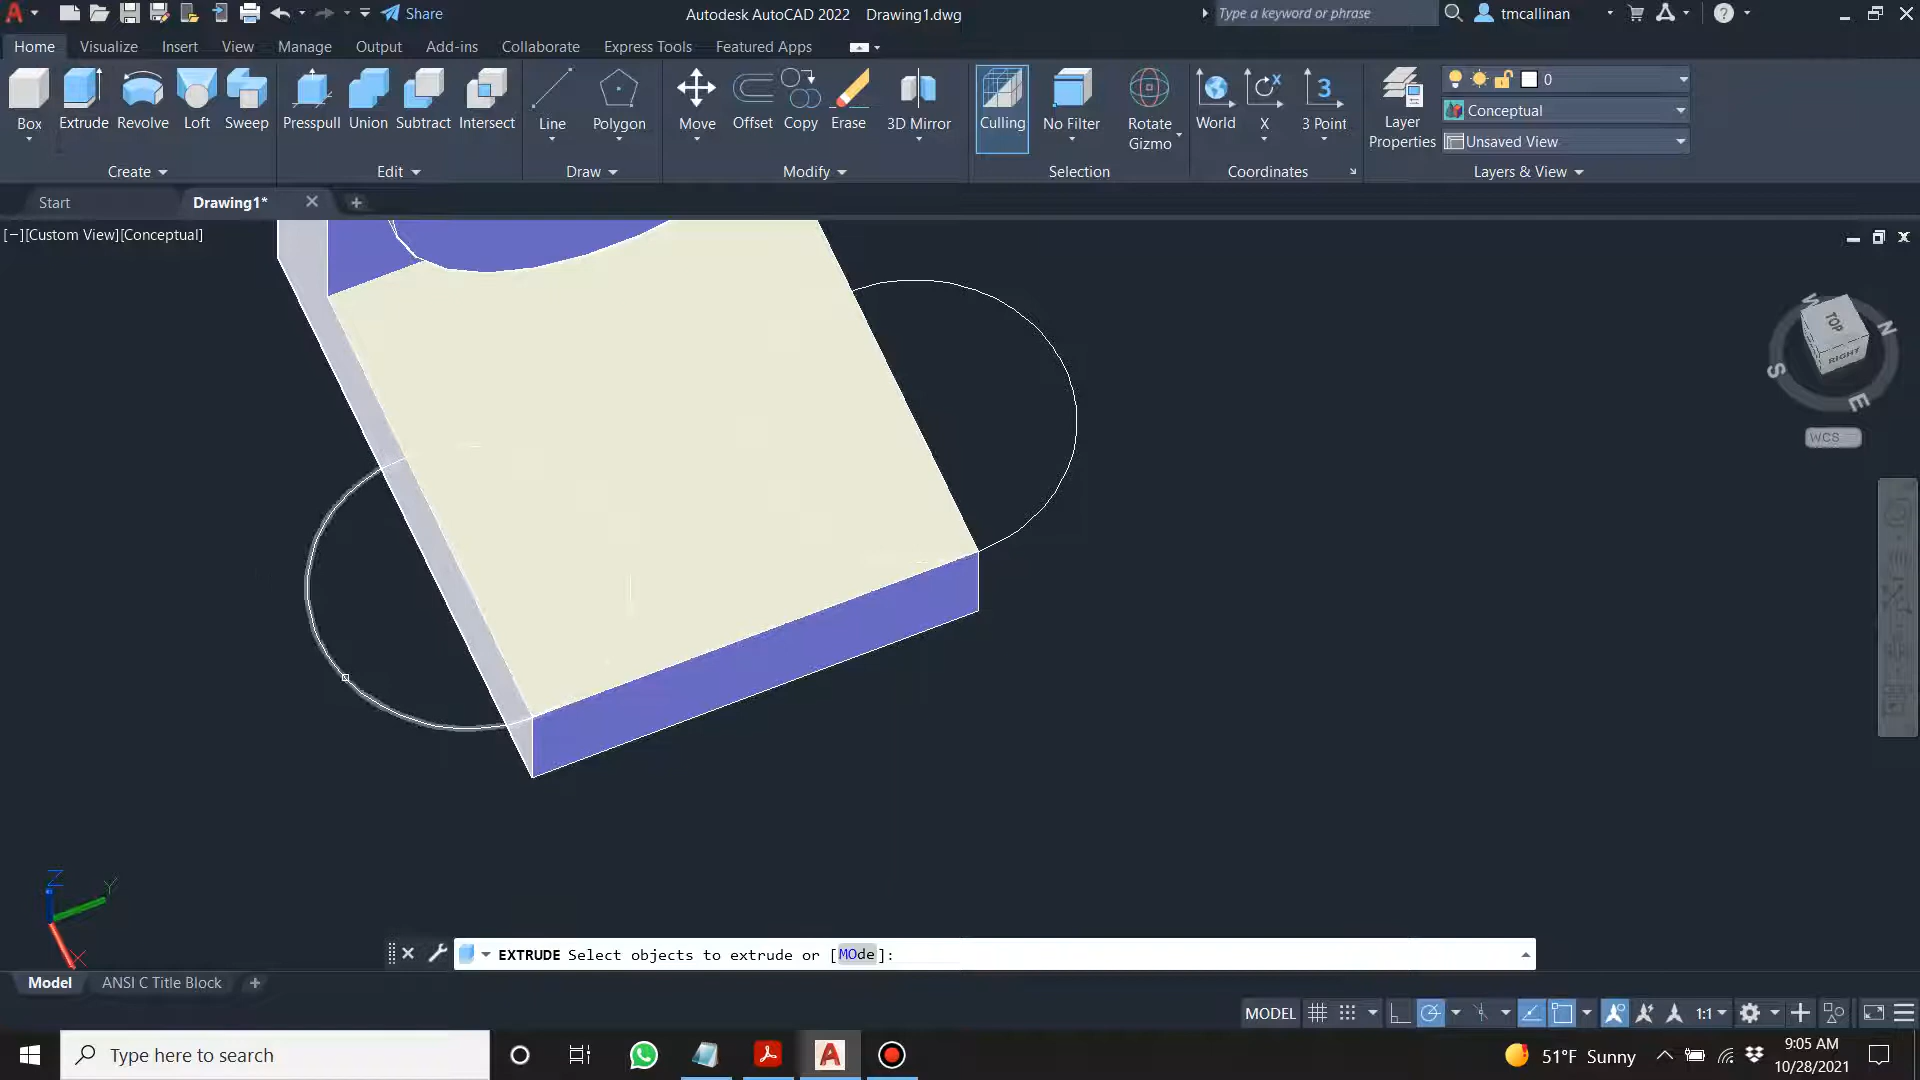 Share
Autodesk AutoCAD 2022 Drawing1.dwg
Type a keyword or phrase
tmcallinan
Home Visualize Insert View Manage Output Add-ins Collaborate Express Tools Featured Apps
Box Extrude Revolve Loft Sweep Presspull Union Subtract Intersect Line Polygon Move Offset Copy Erase 3D Mirror Culling No Filter Rotate Gizmo World X 3 Point Layer Properties
0
Conceptual
Unsaved View
Create Edit Draw Modify Selection Coordinates Layers & View
Start Drawing1*
[−][Custom View][Conceptual]
W N TOP RIGHT S E
WCS
Z Y X
EXTRUDE Select objects to extrude or [MOde]:
Model ANSI C Title Block
MODEL 1:1
Type here to search
51°F Sunny
9:05 AM
10/28/2021